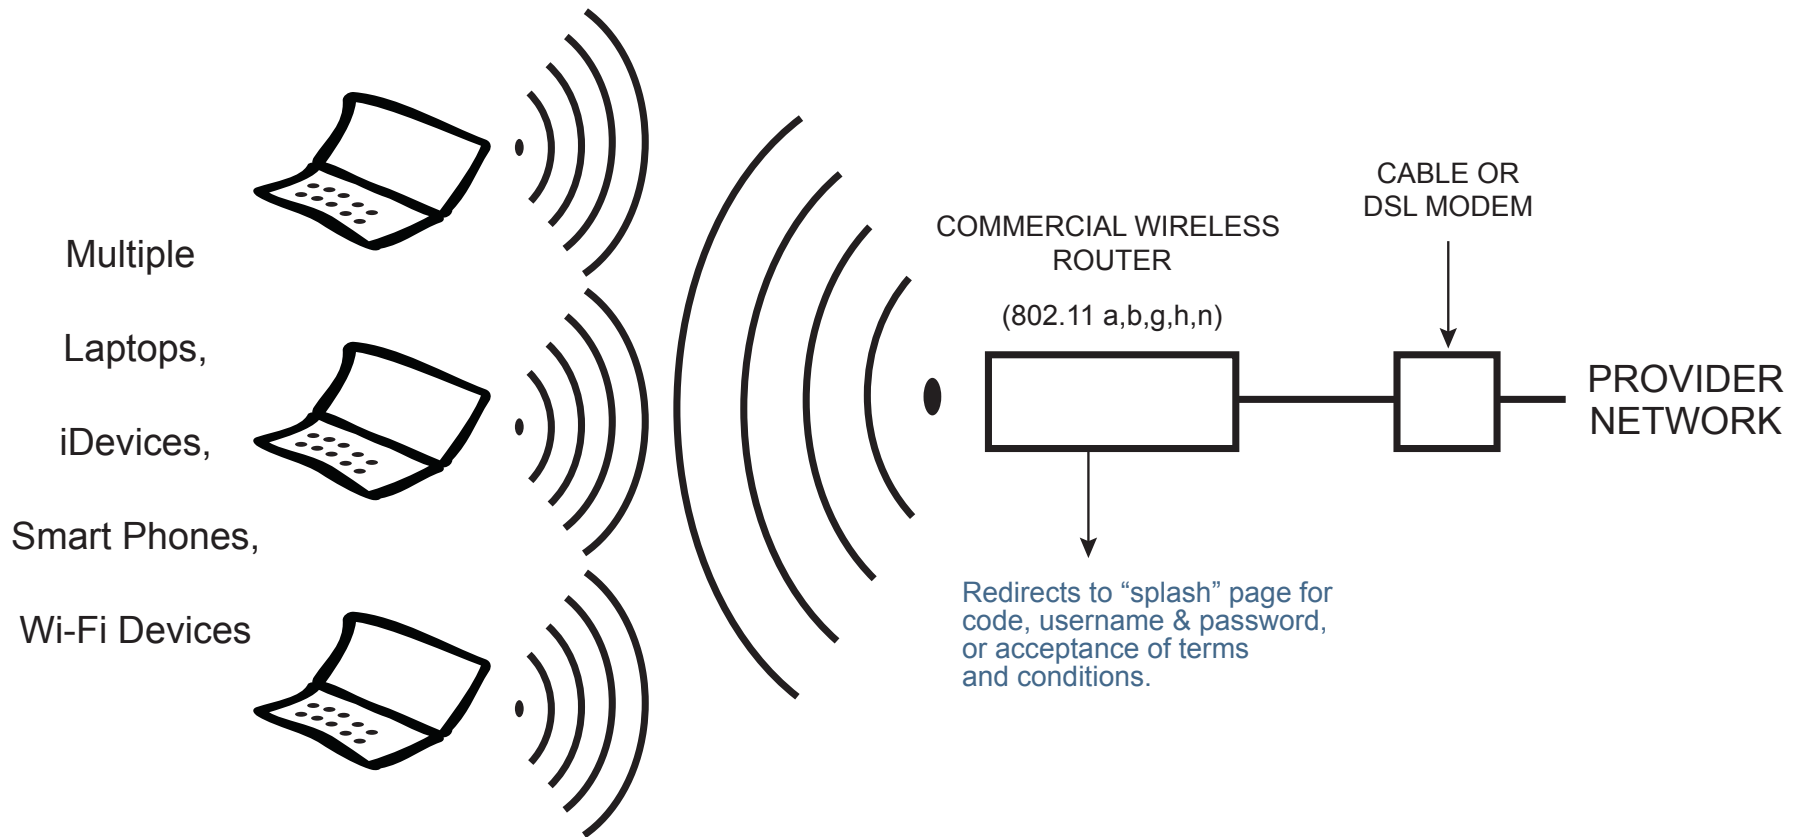 Multiple
Laptops,
iDevices,
Smart Phones,
Wi-Fi Devices
COMMERCIAL WIRELESS
ROUTER
(802.11 a,b,g,h,n)
Redirects to “splash” page for
code, username & password,
or acceptance of terms
and conditions.
CABLE OR
DSL MODEM
PROVIDER
NETWORK